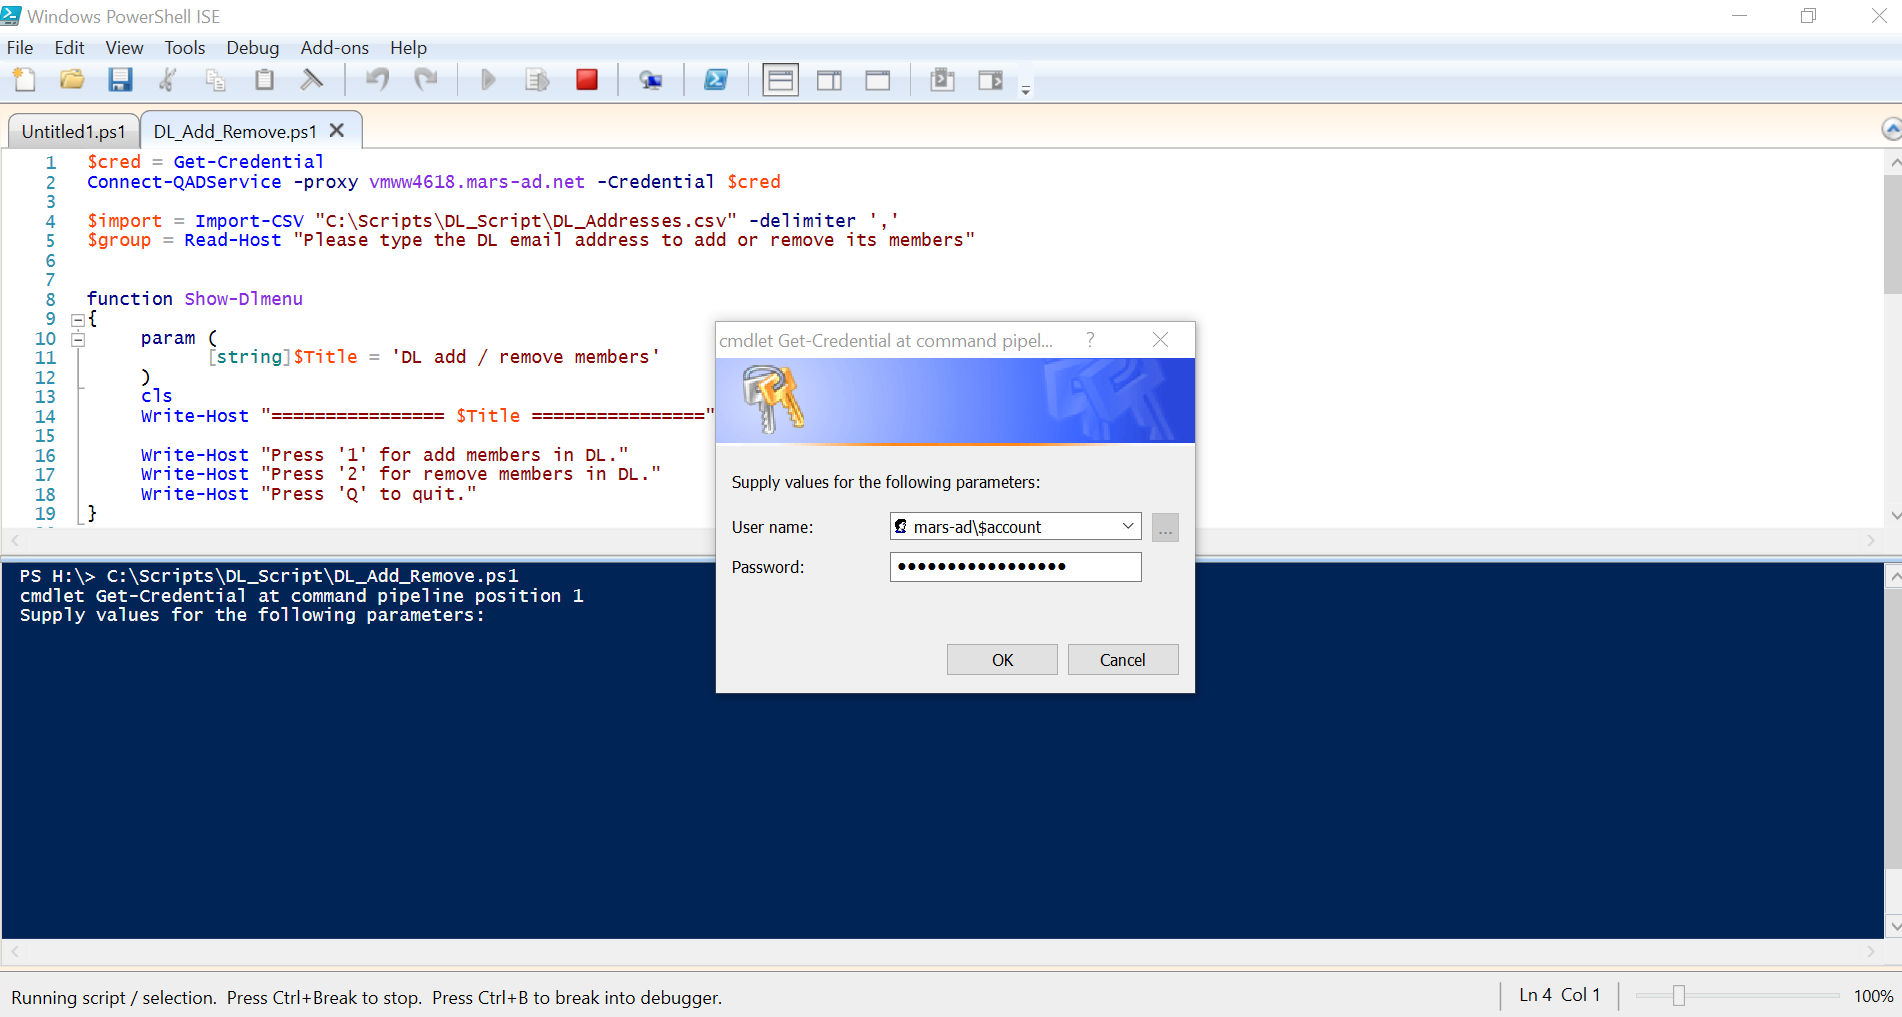 Windows PowerShell ISE
File Edit View Tools Debug Add-ons Help
Untitled1.ps1 DL_Add_Remove.ps1
1 $cred = Get-Credential
2 Connect-QADService -proxy vmww4618.mars-ad.net -Credential $cred
3
4 $import = Import-CSV "C:\Scripts\DL_Script\DL_Addresses.csv" -delimiter ','
5 $group = Read-Host "Please type the DL email address to add or remove its members"
6
7
8 function Show-Dlmenu
9 {
10 param (
11 [string]$Title = 'DL add / remove members'
12 )
13 cls
14 Write-Host "================ $Title ================"
15
16 Write-Host "Press '1' for add members in DL."
17 Write-Host "Press '2' for remove members in DL."
18 Write-Host "Press 'Q' to quit."
19 }
cmdlet Get-Credential at command pipel... ?
Supply values for the following parameters:
User name: mars-ad\$account ...
Password: ●●●●●●●●●●●●●●●●●
OK Cancel
PS H:\> C:\Scripts\DL_Script\DL_Add_Remove.ps1
cmdlet Get-Credential at command pipeline position 1
Supply values for the following parameters:
Running script / selection. Press Ctrl+Break to stop. Press Ctrl+B to break into debugger. Ln 4 Col 1 100%